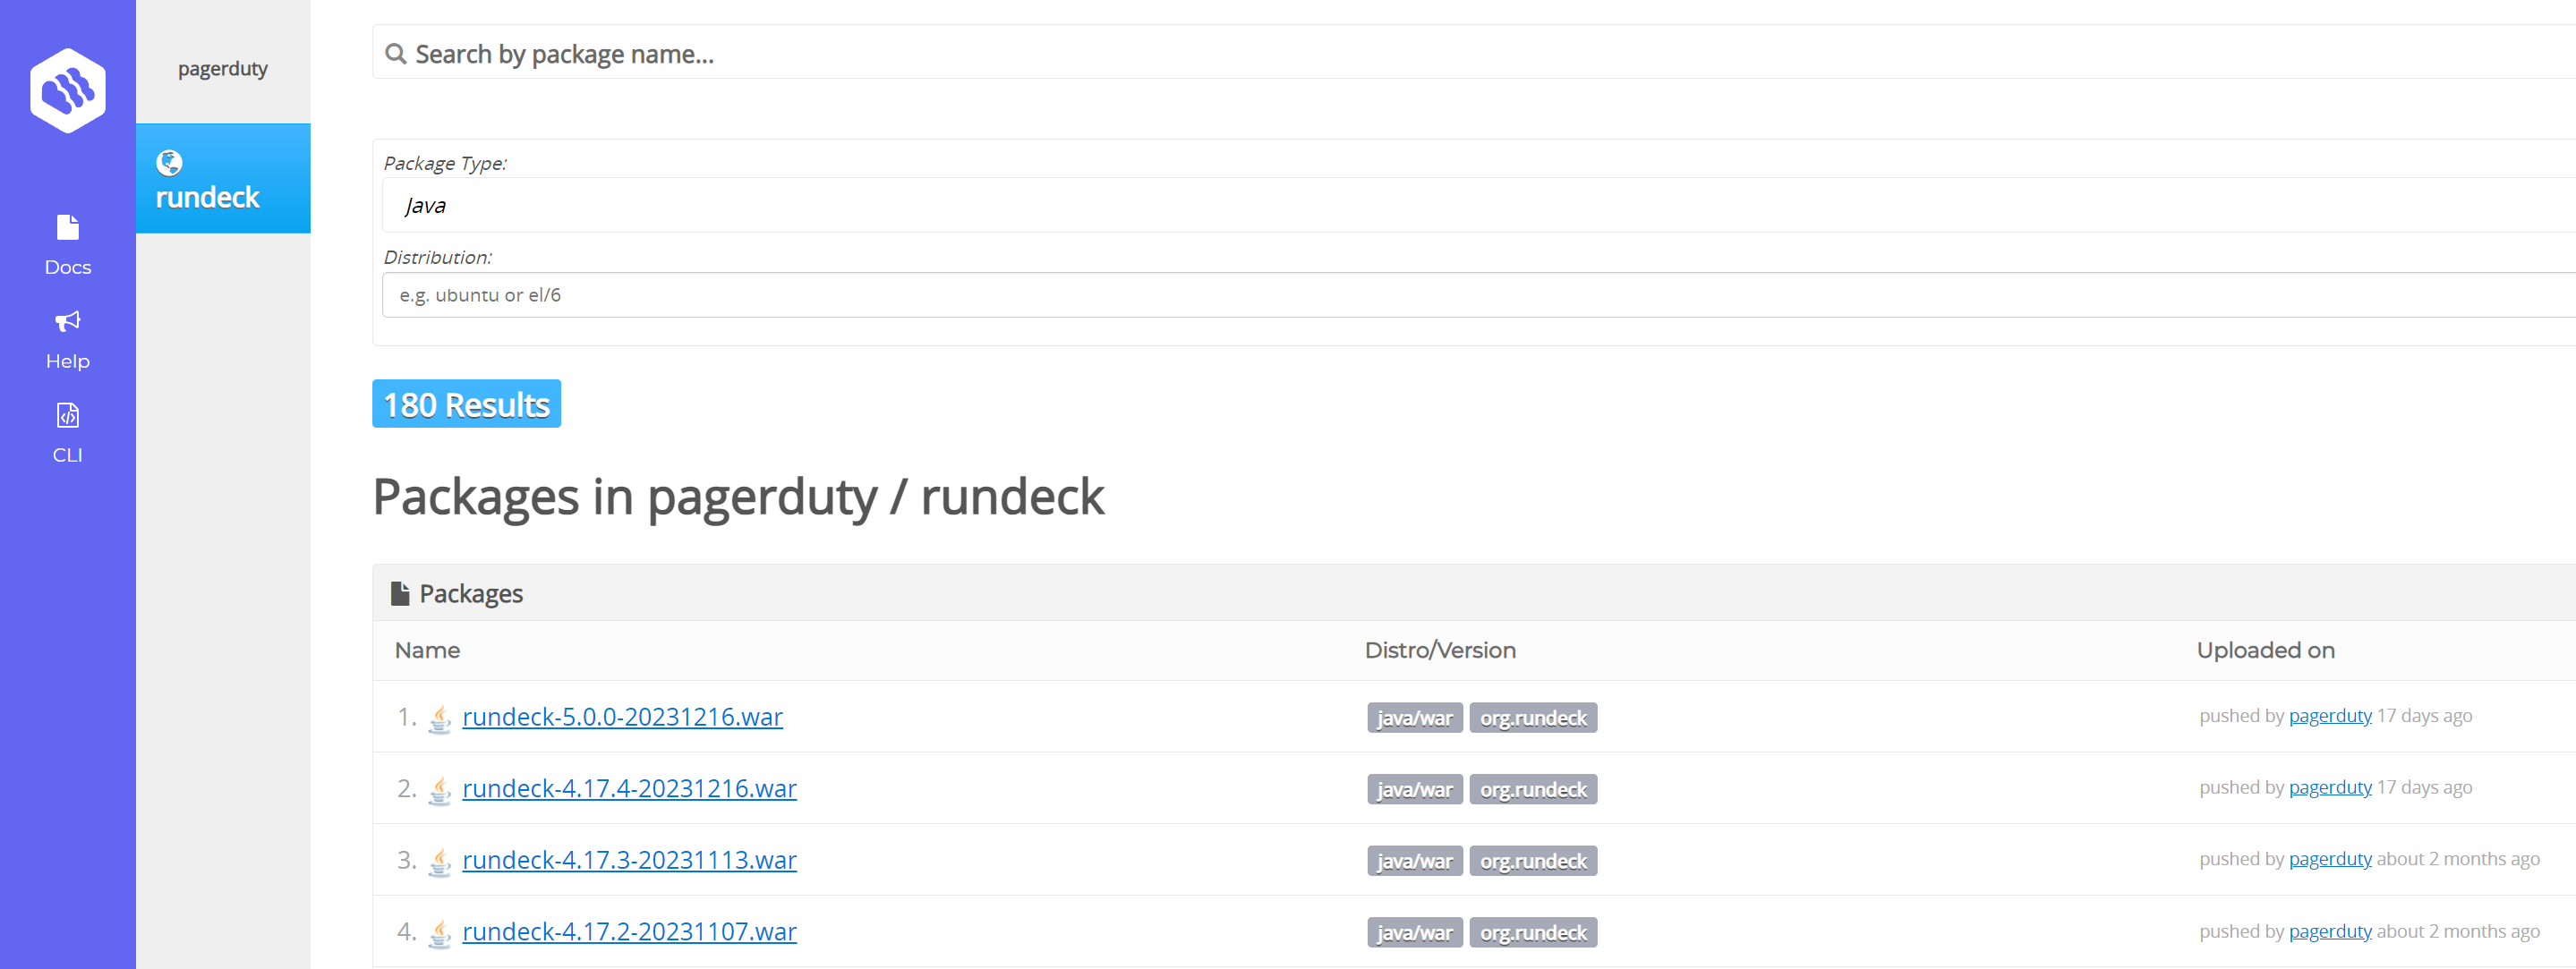 pagerduty
rundeck
Docs
Help
CLI
Search by package name...
Package Type:
Java
Distribution:
e.g. ubuntu or el/6
180 Results
Packages in pagerduty / rundeck
Packages
Name Distro/Version Uploaded on
1. rundeck-5.0.0-20231216.war java/war org.rundeck pushed by pagerduty 17 days ago
2. rundeck-4.17.4-20231216.war java/war org.rundeck pushed by pagerduty 17 days ago
3. rundeck-4.17.3-20231113.war java/war org.rundeck pushed by pagerduty about 2 months ago
4. rundeck-4.17.2-20231107.war java/war org.rundeck pushed by pagerduty about 2 months ago